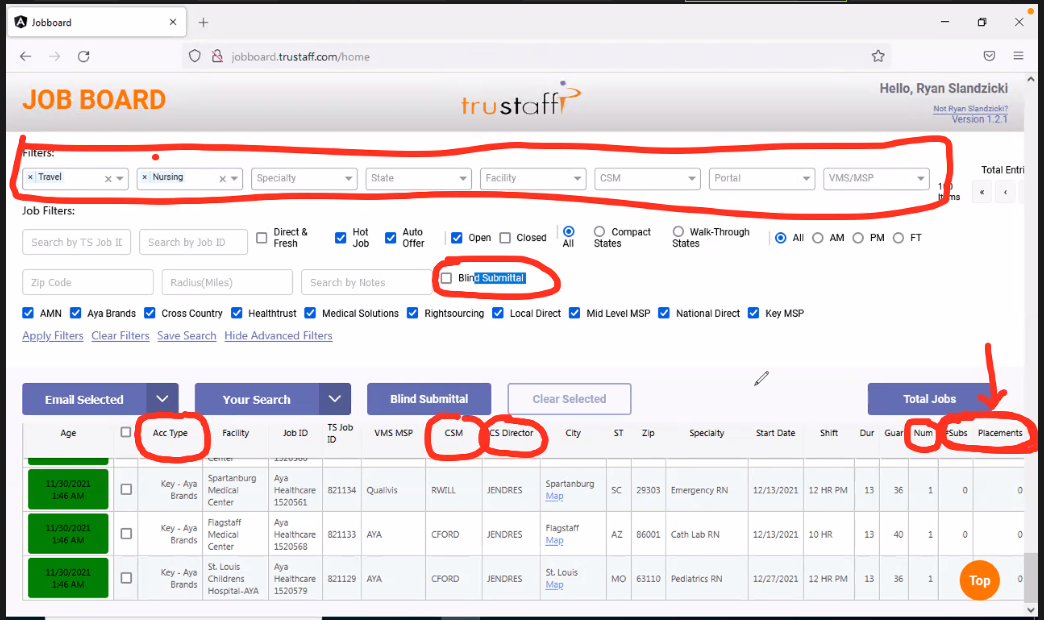 Jobboard
jobboard.trustaff.com/home
JOB BOARD
trustaff
Hello, Ryan Slandzicki
Not Ryan Slandzicki?
Version 1.2.1
Filters:
× Travel × Nursing Specialty State Facility CSM Portal VMS/MSP
Total Entri
Items
Job Filters:
Search by TS Job ID Search by Job ID Direct & Fresh Hot Job Auto Offer Open Closed All Compact States Walk-Through States All AM PM FT
Zip Code Radius(Miles) Search by Notes Blind Submittal
AMN Aya Brands Cross Country Healthtrust Medical Solutions Rightsourcing Local Direct Mid Level MSP National Direct Key MSP
Apply Filters Clear Filters Save Search Hide Advanced Filters
Email Selected Your Search Blind Submittal Clear Selected Total Jobs
Age Acc Type Facility Job ID TS Job ID VMS MSP CSM CS Director City ST Zip Specialty Start Date Shift Dur Guar Num Subs Placements
Center 1520560
11/30/2021 1:46 AM Key - Aya Brands Spartanburg Medical Center Aya Healthcare 1520561 821134 Qualivis RWILL JENDRES Spartanburg Map SC 29303 Emergency RN 12/13/2021 12 HR PM 13 36 1 0 0
11/30/2021 1:46 AM Key - Aya Brands Flagstaff Medical Center Aya Healthcare 1520568 821133 AYA CFORD JENDRES Flagstaff Map AZ 86001 Cath Lab RN 12/13/2021 10 HR 13 40 1 0 0
11/30/2021 1:46 AM Key - Aya Brands St. Louis Childrens Hospital-AYA Aya Healthcare 1520579 821129 AYA CFORD JENDRES St. Louis Map MO 63110 Pediatrics RN 12/27/2021 12 HR PM 13 36 1 0 0
Top